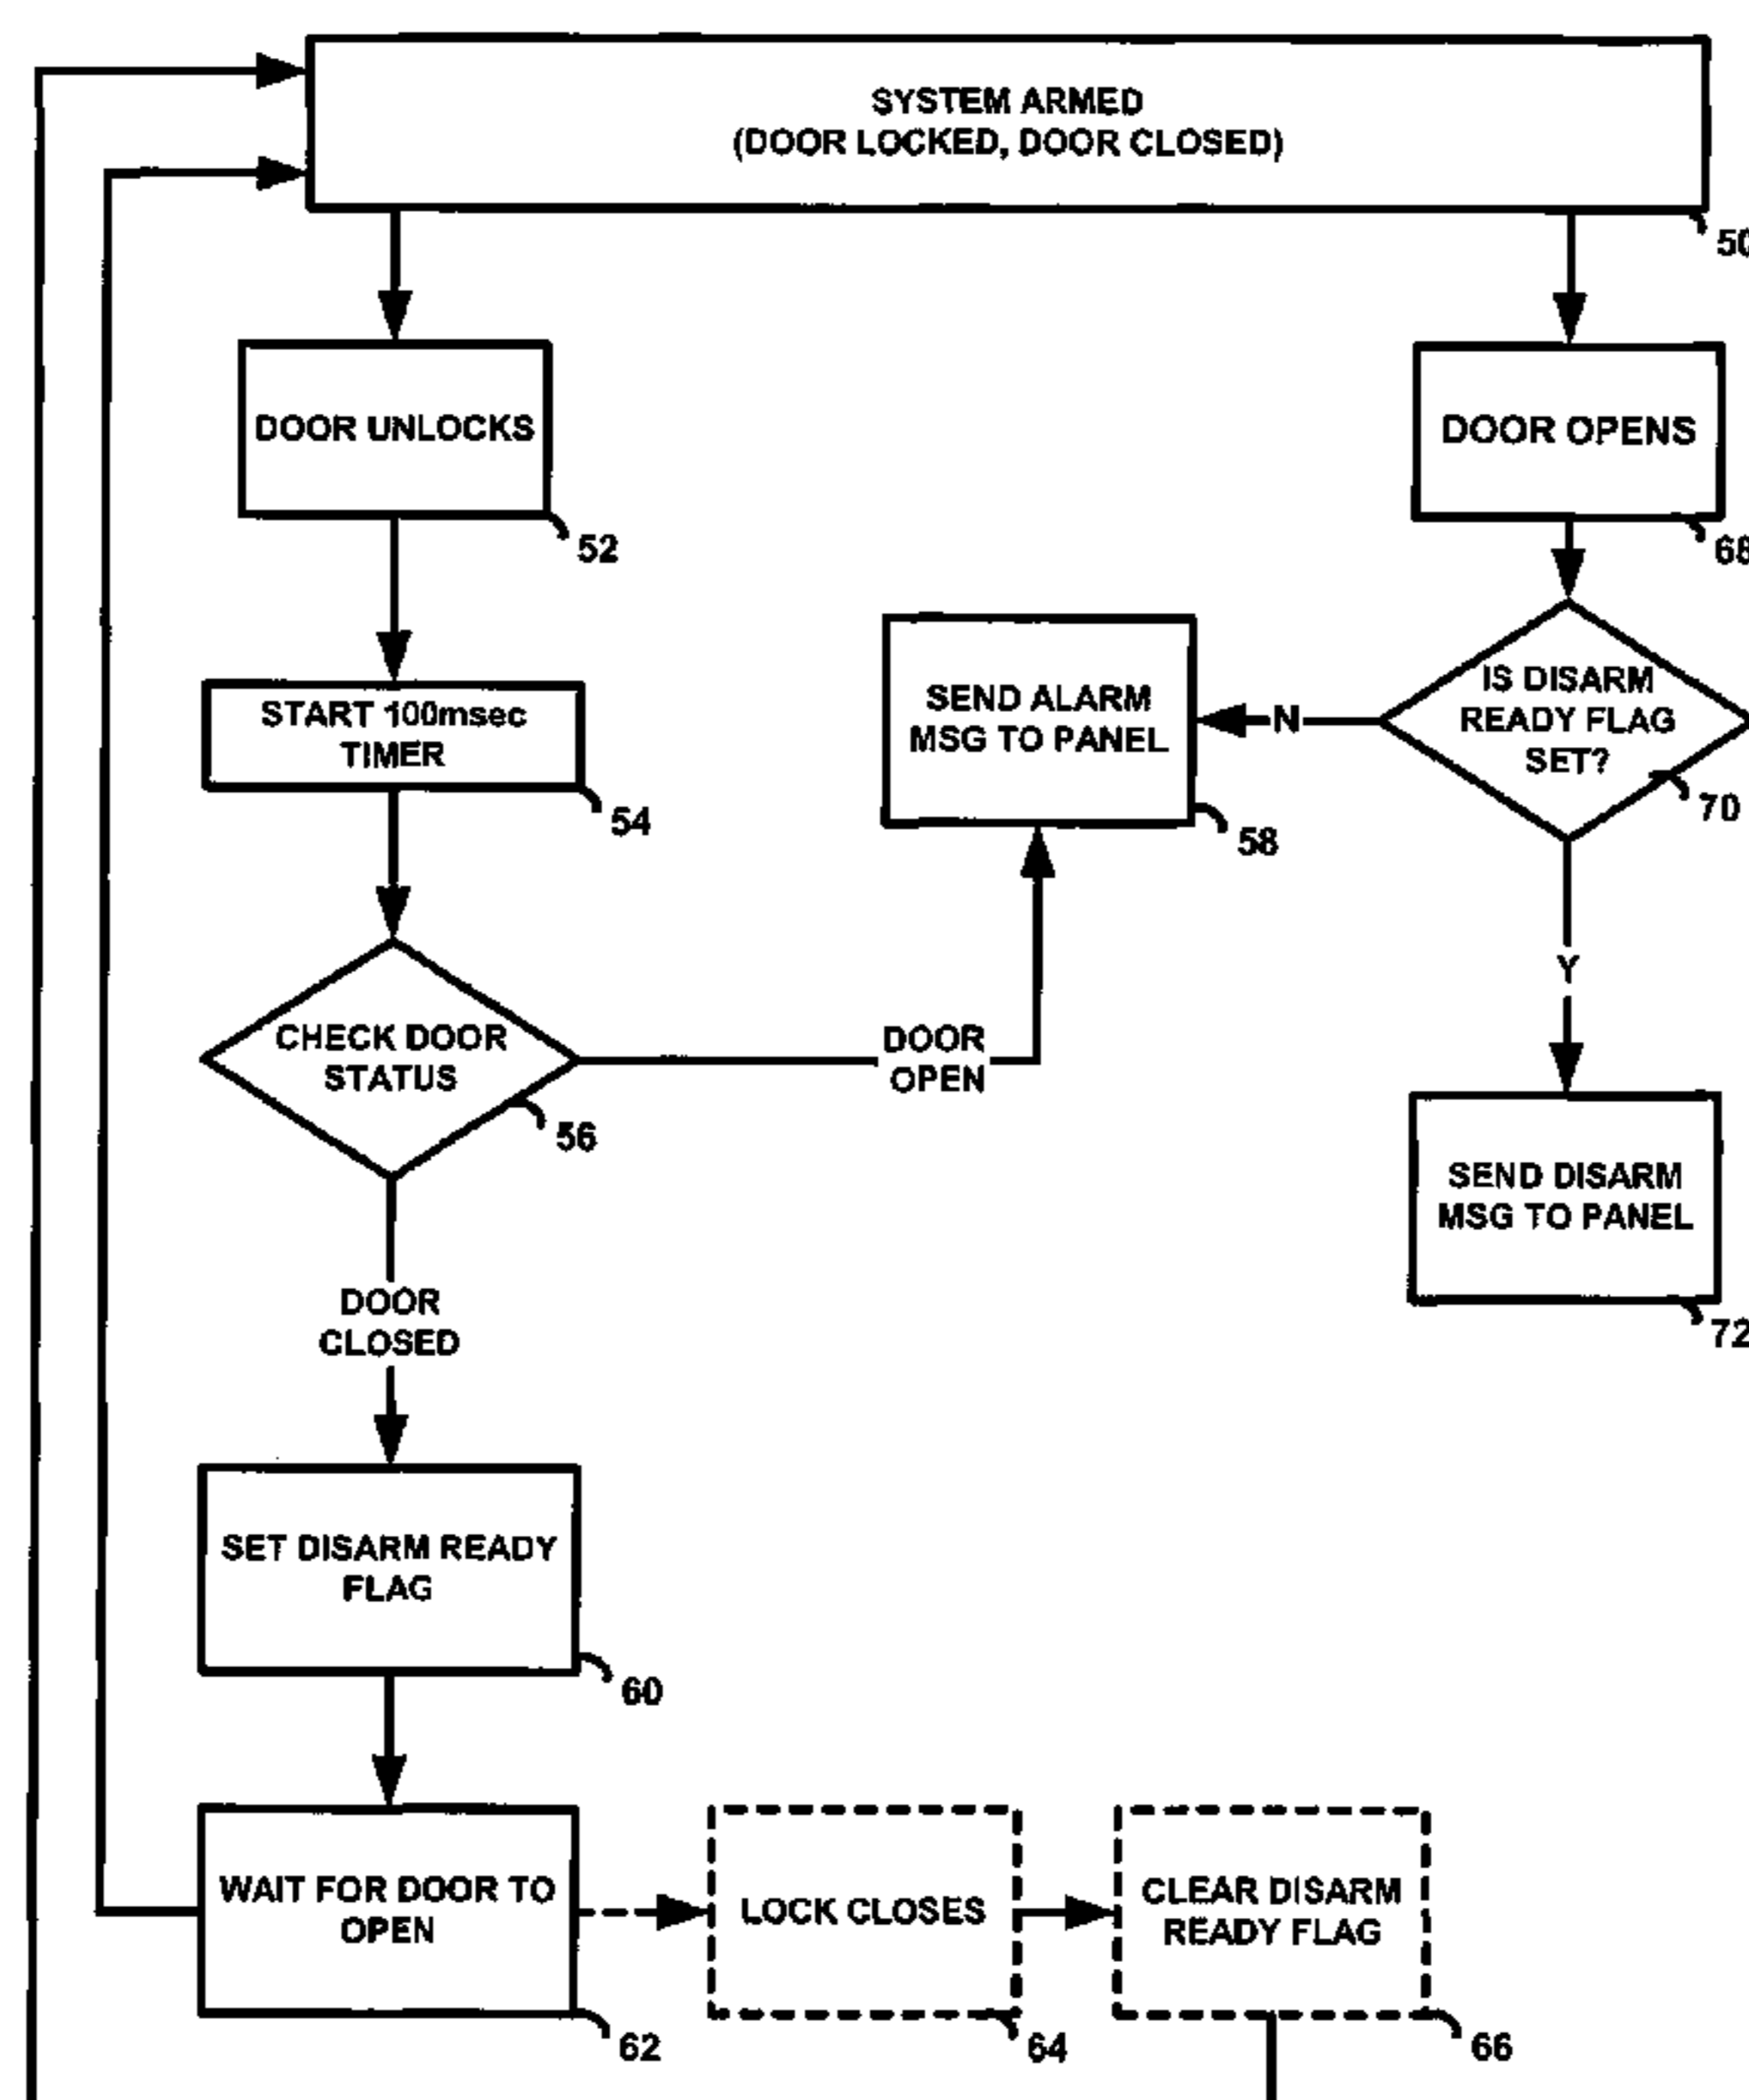 SYSTEM ARMED
(DOOR LOCKED, DOOR CLOSED)
50
DOOR UNLOCKS
52
DOOR OPENS
68
START 100msec
TIMER
54
SEND ALARM
MSG TO PANEL
58
IS DISARM
READY FLAG
SET?
70
N
Y
CHECK DOOR
STATUS
56
DOOR
OPEN
SEND DISARM
MSG TO PANEL
72
DOOR
CLOSED
SET DISARM READY
FLAG
60
WAIT FOR DOOR TO
OPEN
62
LOCK CLOSES
64
CLEAR DISARM
READY FLAG
66